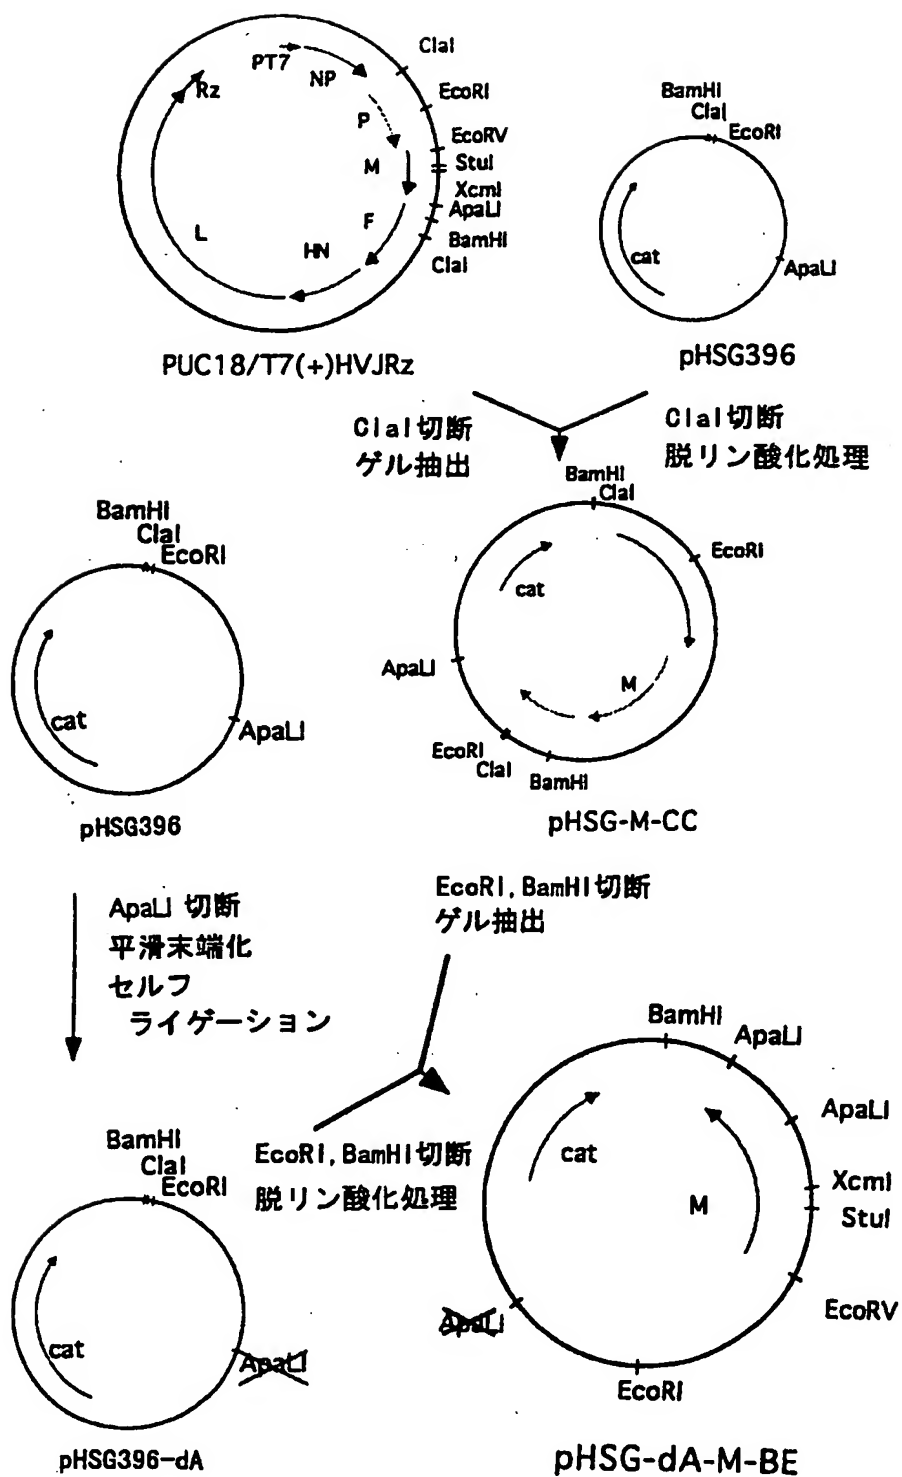 PT7
NP
P
M
F
HN
L
Rz
ClaI
EcoRI
EcoRV
StuI
XcmI
ApaLI
BamHI
ClaI
PUC18/T7(+)HVJRz
BamHI
ClaI
EcoRI
cat
ApaLI
pHSG396
ClaI切断
ゲル抽出
ClaI切断
脱リン酸化処理
BamHI
ClaI
EcoRI
cat
ApaLI
pHSG396
BamHI
ClaI
EcoRI
cat
M
ApaLI
EcoRI
ClaI
BamHI
pHSG-M-CC
ApaLI 切断
平滑末端化
セルフ
ライゲーション
EcoRI, BamHI切断
ゲル抽出
EcoRI, BamHI切断
脱リン酸化処理
BamHI
ClaI
EcoRI
cat
ApaLI
pHSG396-dA
BamHI
ApaLI
ApaLI
XcmI
StuI
EcoRV
EcoRI
ApaLI
cat
M
pHSG-dA-M-BE